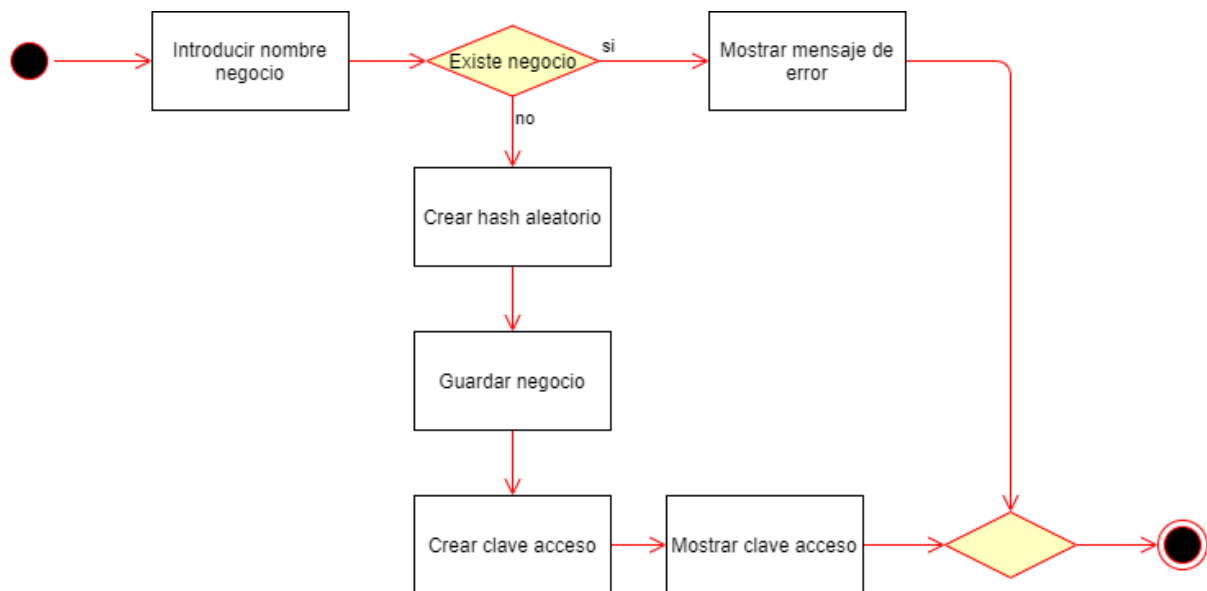 Introducir nombre
negocio
Existe negocio
si
Mostrar mensaje de
error
no
Crear hash aleatorio
Guardar negocio
Crear clave acceso
Mostrar clave acceso